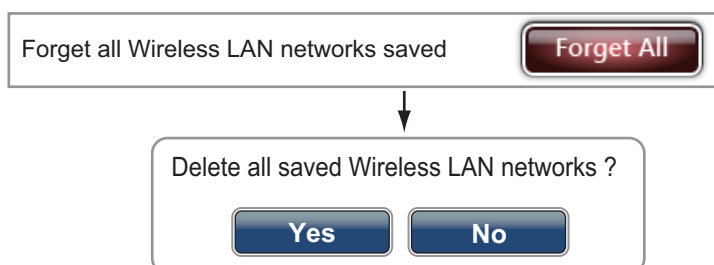 Forget all Wireless LAN networks saved Forget All
Delete all saved Wireless LAN networks ?
Yes No